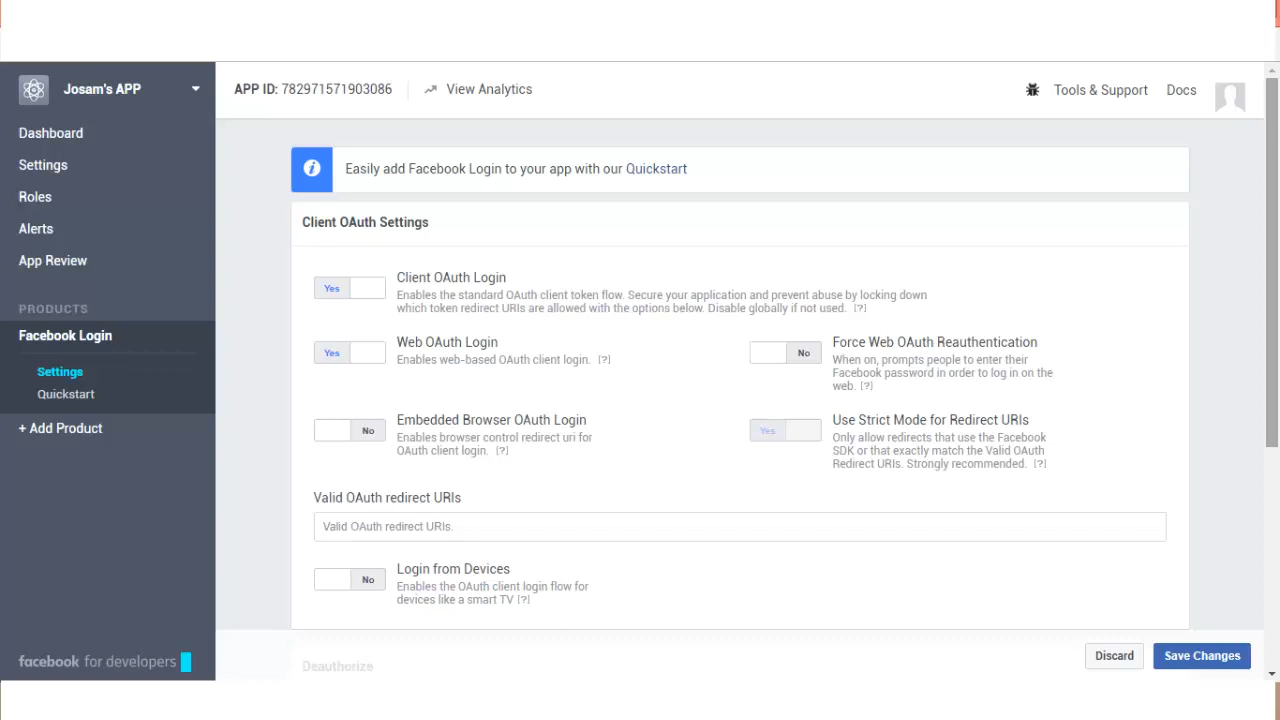 Josam's APP
APP ID: 782971571903086
View Analytics
Tools & Support
Docs
Dashboard
Settings
Roles
Alerts
App Review
PRODUCTS
Facebook Login
Settings
Quickstart
+ Add Product
facebook for developers
i
Easily add Facebook Login to your app with our Quickstart
Client OAuth Settings
Yes
Client OAuth Login
Enables the standard OAuth client token flow. Secure your application and prevent abuse by locking down
which token redirect URIs are allowed with the options below. Disable globally if not used. [?]
Yes
Web OAuth Login
Enables web-based OAuth client login. [?]
No
Force Web OAuth Reauthentication
When on, prompts people to enter their
Facebook password in order to log in on the
web. [?]
No
Embedded Browser OAuth Login
Enables browser control redirect uri for
OAuth client login. [?]
Yes
Use Strict Mode for Redirect URIs
Only allow redirects that use the Facebook
SDK or that exactly match the Valid OAuth
Redirect URIs. Strongly recommended. [?]
Valid OAuth redirect URIs
Valid OAuth redirect URIs.
No
Login from Devices
Enables the OAuth client login flow for
devices like a smart TV [?]
Deauthorize
Discard
Save Changes